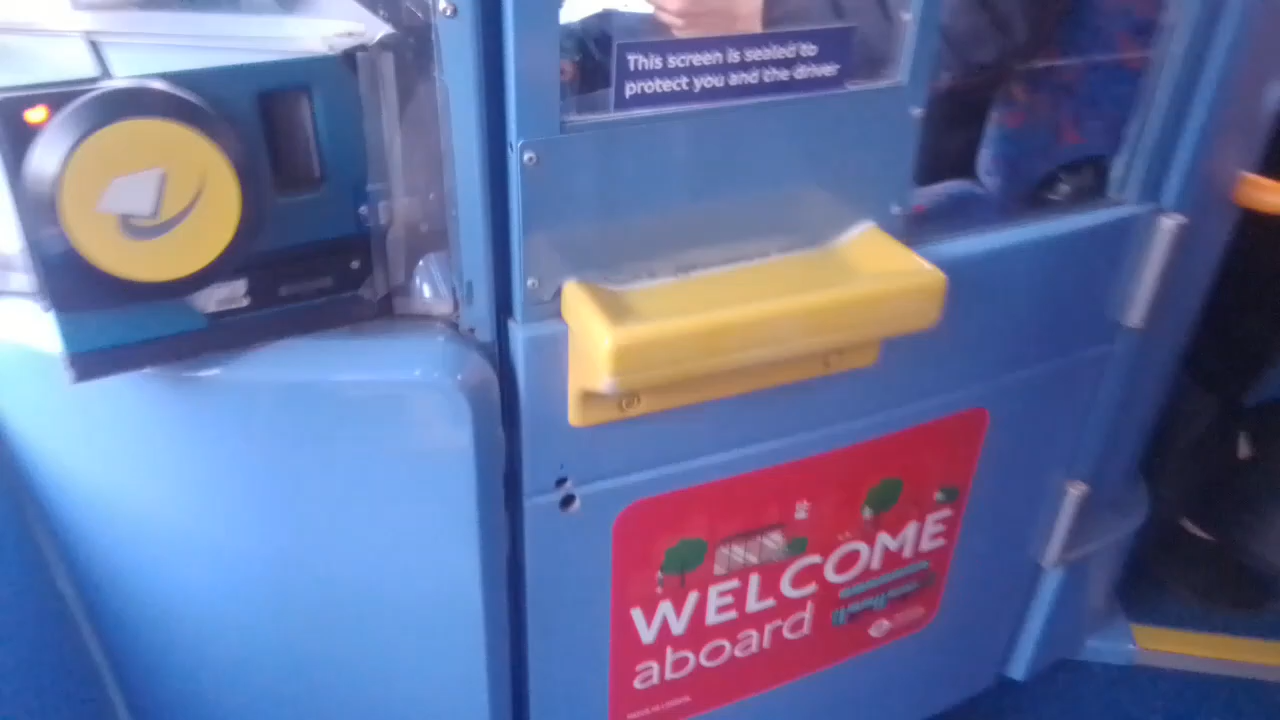 This screen is sealed to
protect you and the driver
WELCOME
aboard